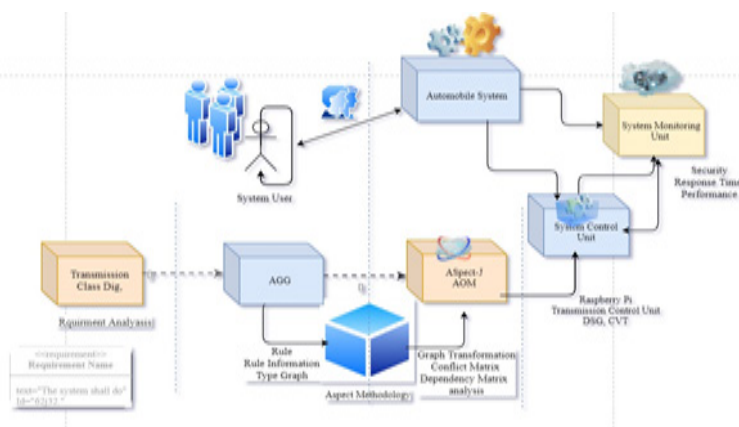 Automobile System
System Monitoring
Unit
System User
Security
Response Time
Performance
System Control
Unit
Transmission
Class Dig,
AGG
ASpect-J
AOM
Raspberry Pi
Transmission Control Unit
DSG, CVT
Rquirment Analyasis
Rule
Rule Information
Type Graph
Graph Transformation
Conflict Matrix
Dependency Matrix
analysis
Aspect Methodology
<<requirement>>
Requirement Name
text="The system shall do"